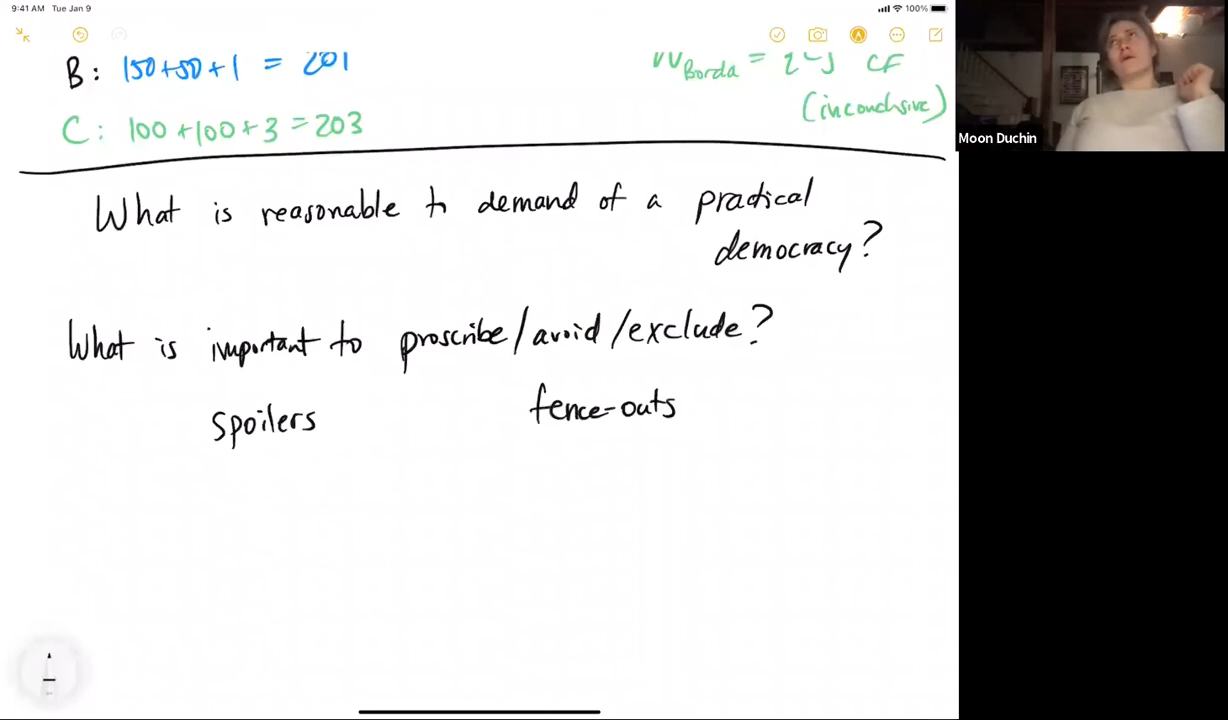 9:41 AM Tue Jan 9
100%
B: 150+50+1 = 201
C: 100+100+3=203
Borda =
(inconclusive)
Moon Duchin
What is reasonable to demand of a practical
democracy?
What is important to proscribe/avoid/exclude?
spoilers
fence-outs